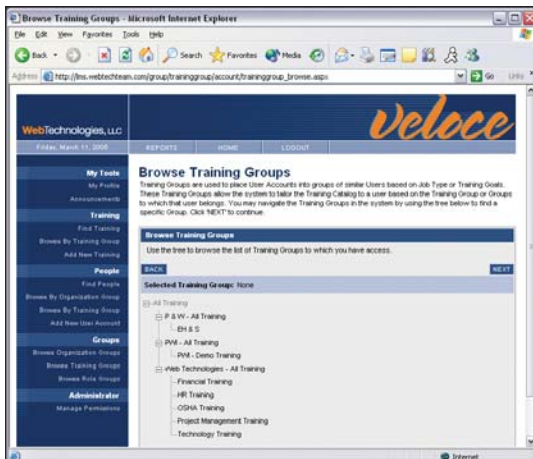 Browse Training Groups - Microsoft Internet Explorer
File Edit View Favorites Tools Help
Back Search Favorites Media
Address http://lms.webtechteam.com/group/traininggroup/account/traininggroup_browse.aspx Go Links
WebTechnologies, LLC
veloce
Friday, March 11, 2005 REPORTS HOME LOGOUT
My Tools
My Profile
Announcements
Training
Find Training
Browse By Training Group
Add New Training
People
Find People
Browse By Organization Group
Browse By Training Group
Add New User Account
Groups
Browse Organization Groups
Browse Training Groups
Browse Role Groups
Administrator
Manage Permissions
Browse Training Groups
Training Groups are used to place User Accounts into groups of similar Users based on Job Type or Training Goals.
These Training Groups allow the system to tailor the Training Catalog to a user based on the Training Group or Groups
to which that user belongs. You may navigate the Training Groups in the system by using the tree below to find a
specific Group. Click 'NEXT' to continue.
Browse Training Groups
Use the tree to browse the list of Training Groups to which you have access.
BACK NEXT
Selected Training Group: None
All Training
P & W - All Training
EH & S
PWI - All Training
PWI - Demo Training
Web Technologies - All Training
Financial Training
HR Training
OSHA Training
Project Management Training
Technology Training
Internet